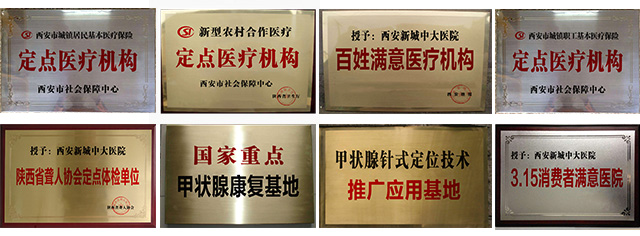 西安市城镇居民基本医疗保险
定点医疗机构
西安市社会保障中心
新型农村合作医疗
定点医疗机构
西安市社会保障中心
授予：西安新城中大医院
百姓满意医疗机构
西安市城镇职工基本医疗保险
定点医疗机构
西安市社会保障中心
授予：西安新城中大医院
陕西省聋人协会定点体检单位
国家重点
甲状腺康复基地
甲状腺针式定位技术
推广应用基地
授予：西安新城中大医院
3.15消费者满意医院